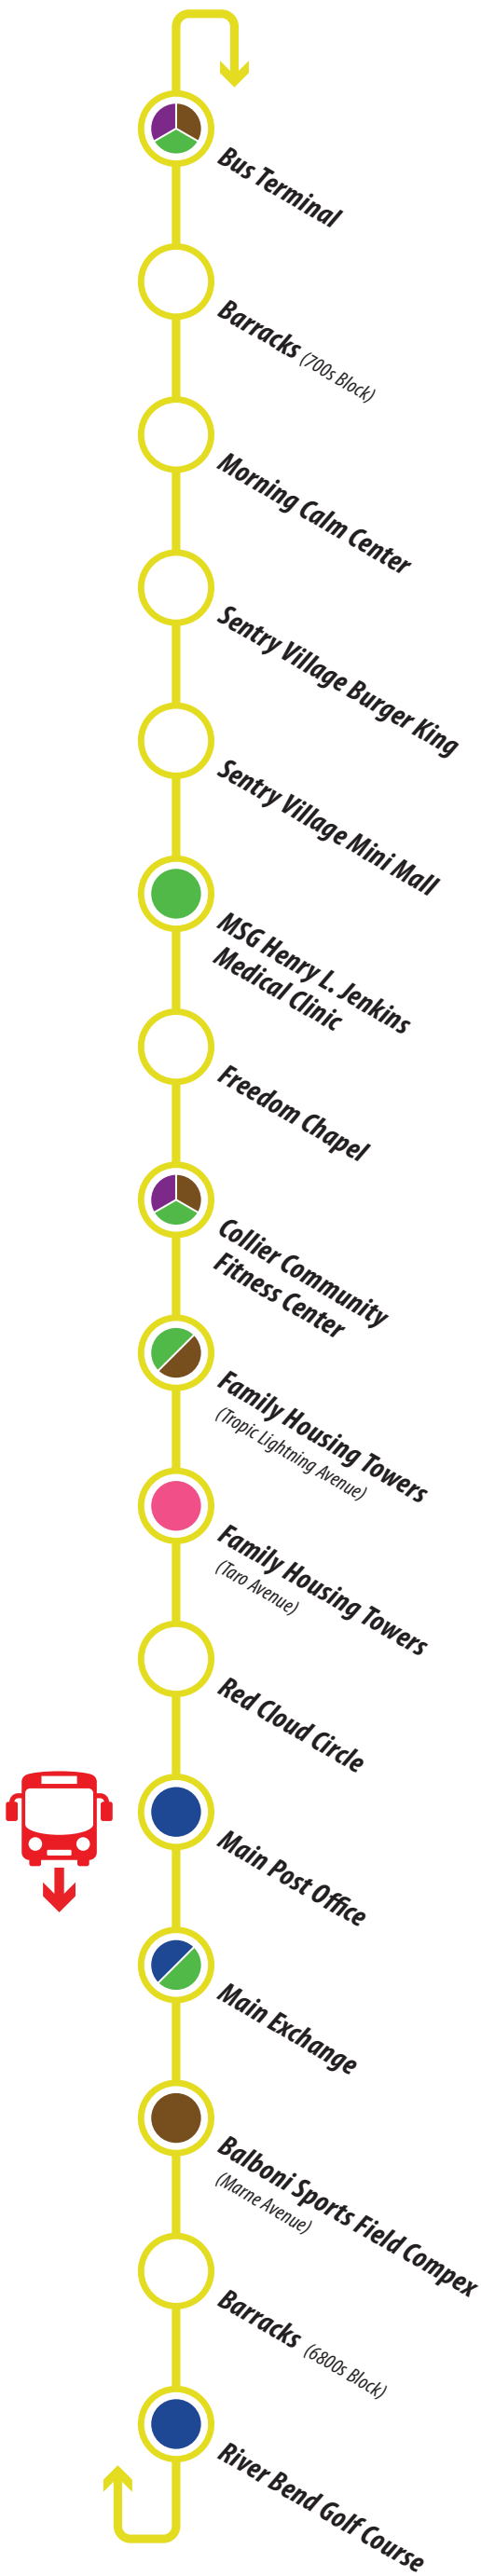 Bus Terminal
Barracks (700s Block)
Morning Calm Center
Sentry Village Burger King
Sentry Village Mini Mall
MSG Henry L. Jenkins
Medical Clinic
Freedom Chapel
Collier Community
Fitness Center
Family Housing Towers
(Tropic Lightning Avenue)
Family Housing Towers
(Taro Avenue)
Red Cloud Circle
Main Post Office
Main Exchange
Balboni Sports Field Compex
(Marne Avenue)
Barracks (6800s Block)
River Bend Golf Course